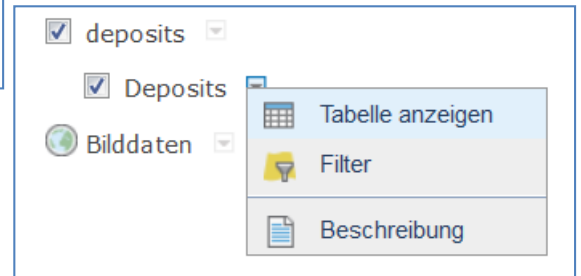 deposits
Deposits
Tabelle anzeigen
Bilddaten
Filter
Beschreibung